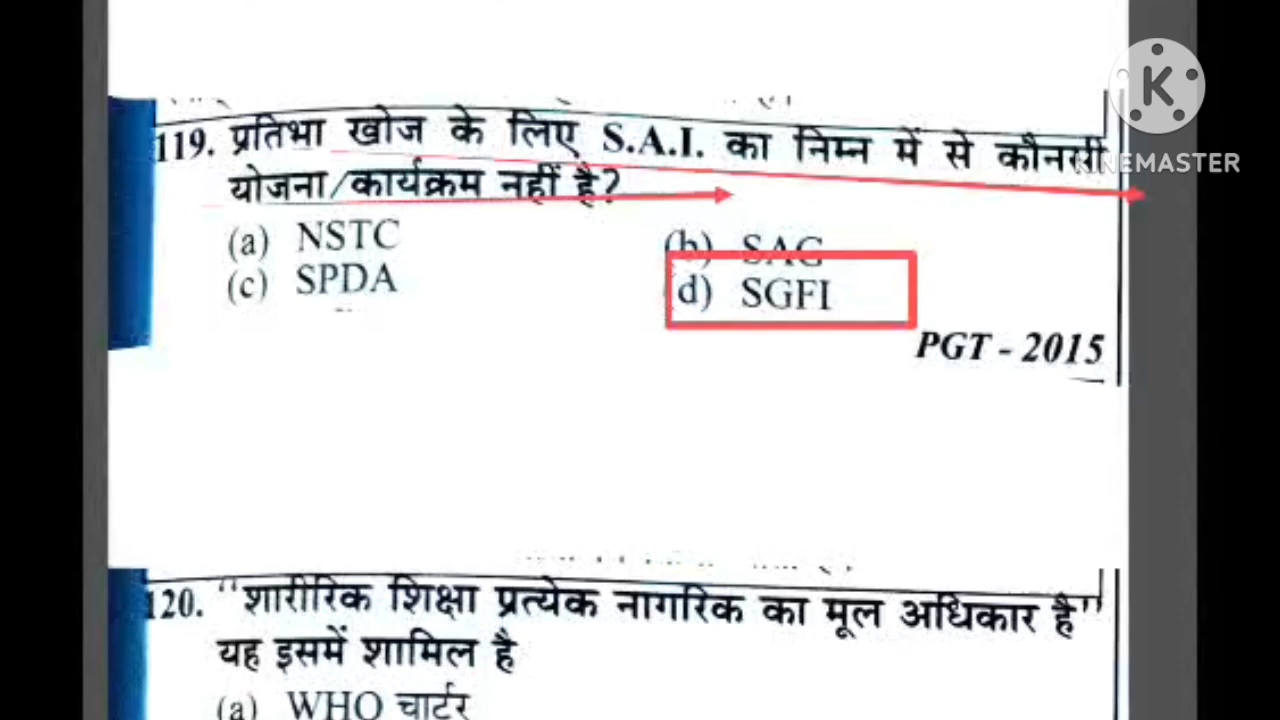 119. प्रतिभा खोज के लिए S.A.I. का निम्न में से कौनसी
योजना/कार्यक्रम नहीं है?
(a) NSTC
(b) SAG
(c) SPDA
(d) SGFI
PGT - 2015
120. "शारीरिक शिक्षा प्रत्येक नागरिक का मूल अधिकार है"
यह इसमें शामिल है
(a) WHO चार्टर
K
KINEMASTER